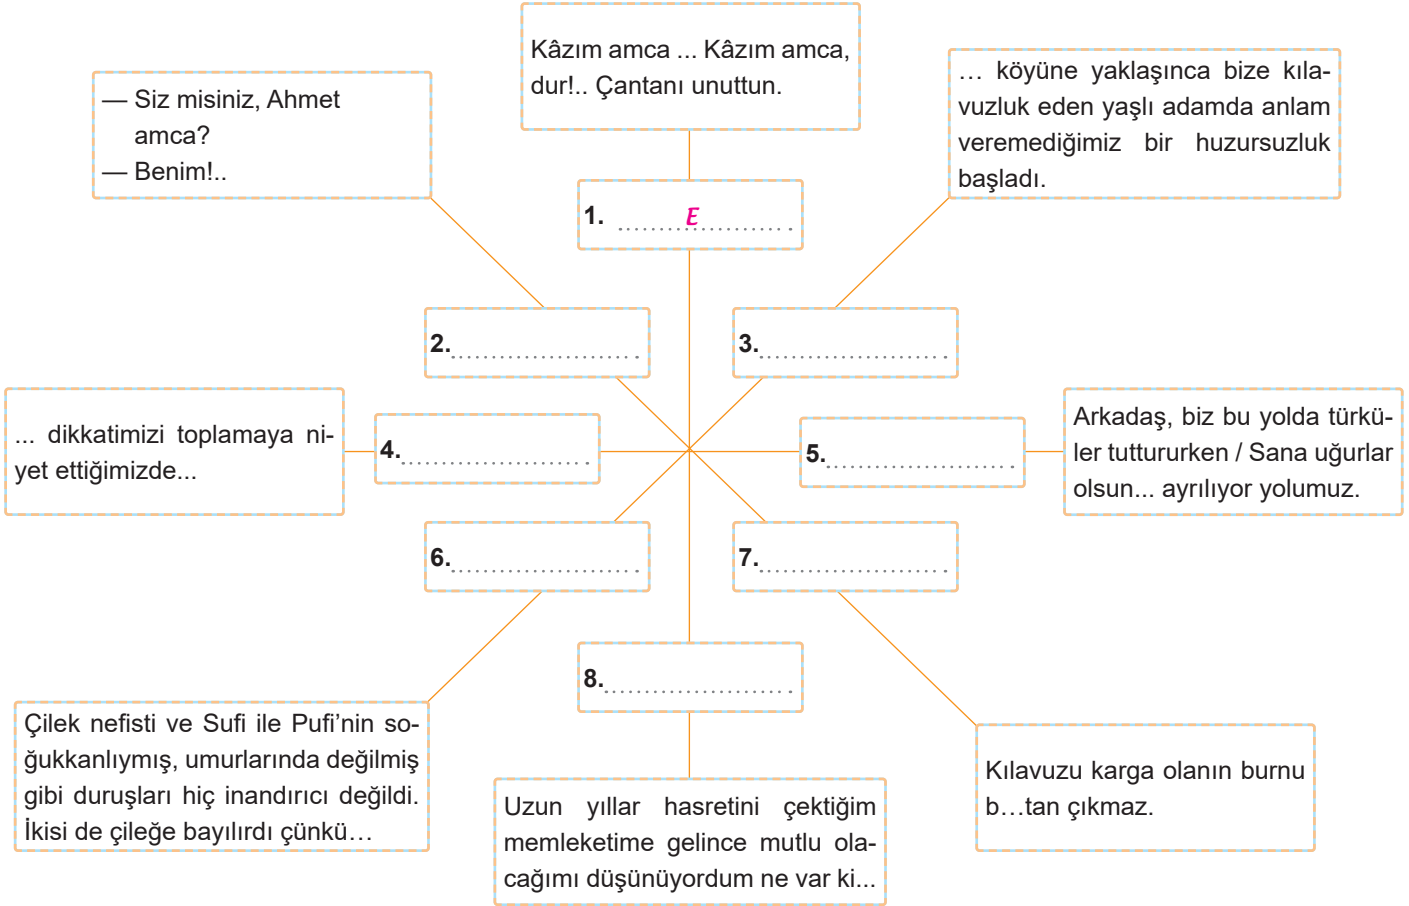 Kâzım amca ... Kâzım amca,
dur!.. Çantanı unuttun.
— Siz misiniz, Ahmet
amca?
— Benim!..
… köyüne yaklaşınca bize kıla-
vuzluk eden yaşlı adamda anlam
veremediğimiz bir huzursuzluk
başladı.
1. E
2.
3.
... dikkatimizi toplamaya ni-
yet ettiğimizde...
4.
5.
Arkadaş, biz bu yolda türkü-
ler tuttururken / Sana uğurlar
olsun... ayrılıyor yolumuz.
6.
7.
8.
Çilek nefisti ve Sufi ile Pufi’nin so-
ğukkanlıymış, umurlarında değilmiş
gibi duruşları hiç inandırıcı değildi.
İkisi de çileğe bayılırdı çünkü…
Uzun yıllar hasretini çektiğim
memleketime gelince mutlu ola-
cağımı düşünüyordum ne var ki...
Kılavuzu karga olanın burnu
b…tan çıkmaz.